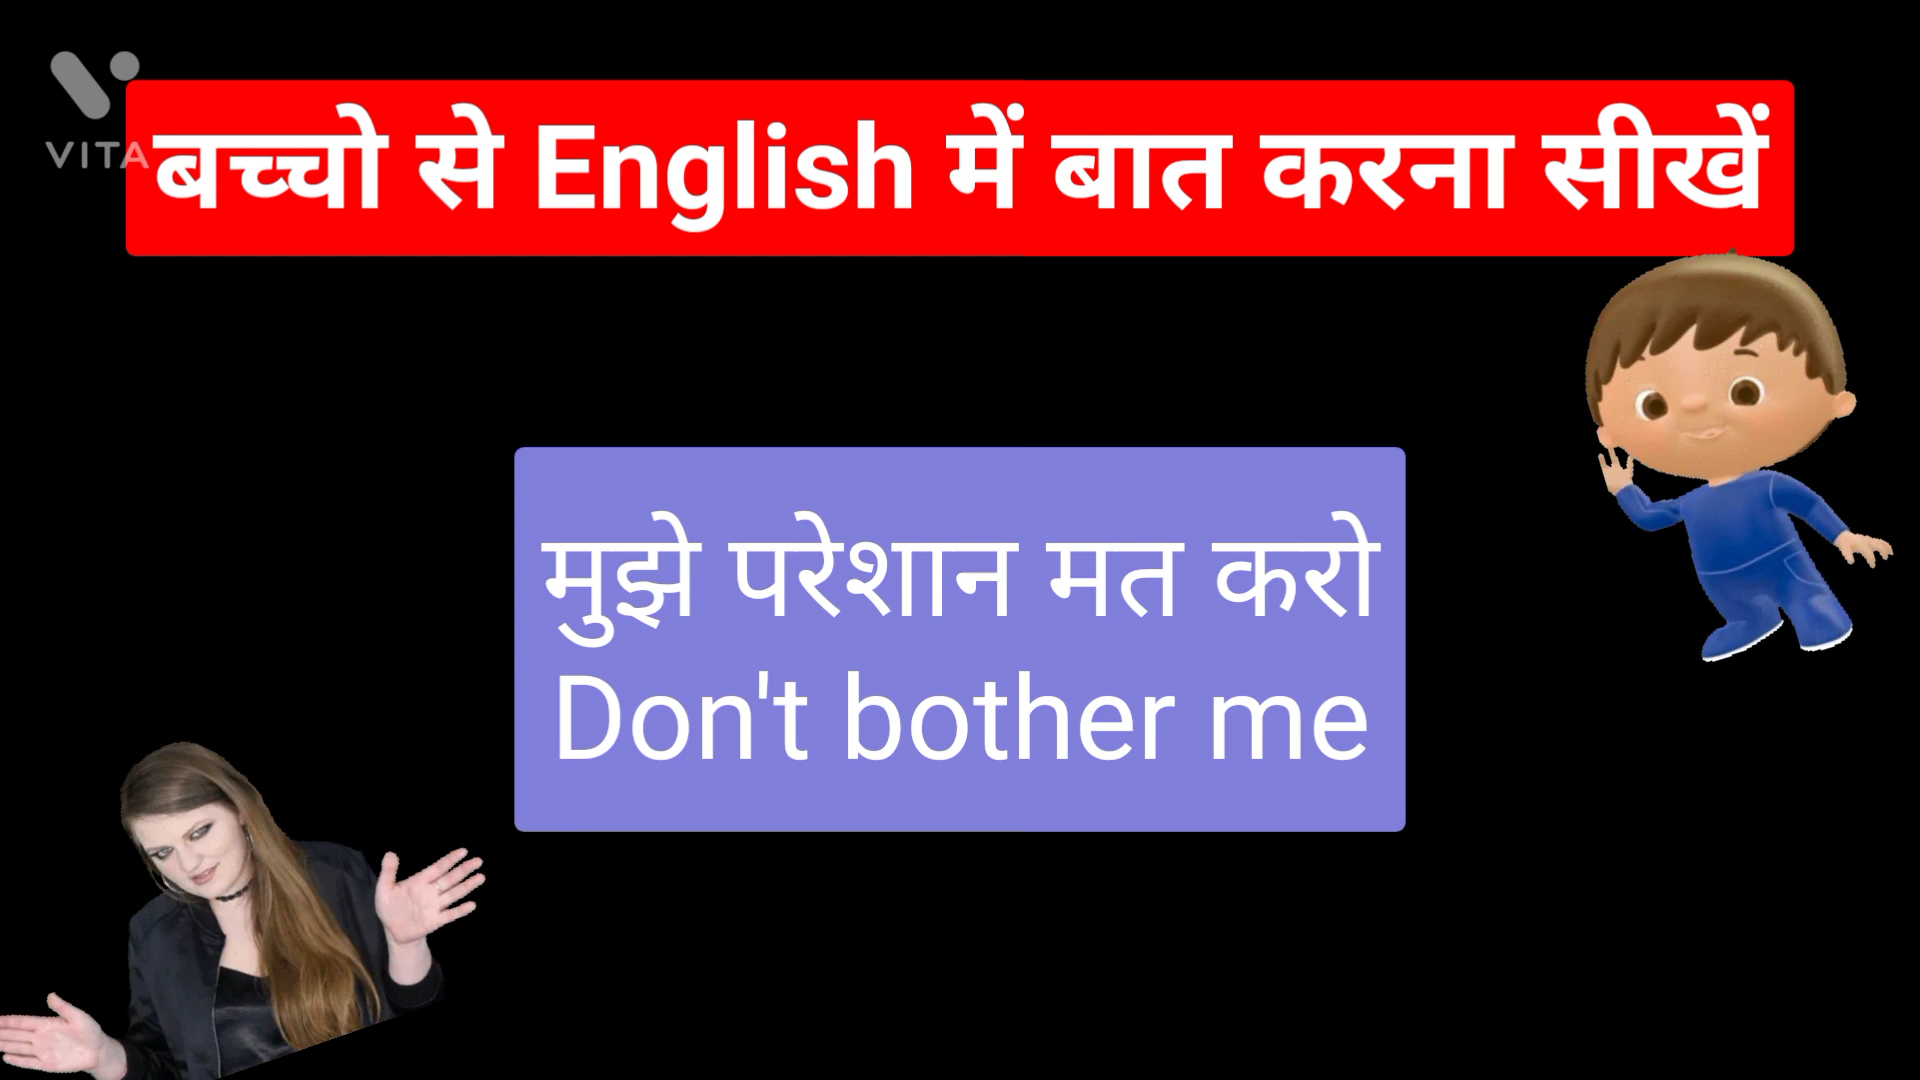 VITA
बच्चो से English में बात करना सीखें
मुझे परेशान मत करो
Don't bother me